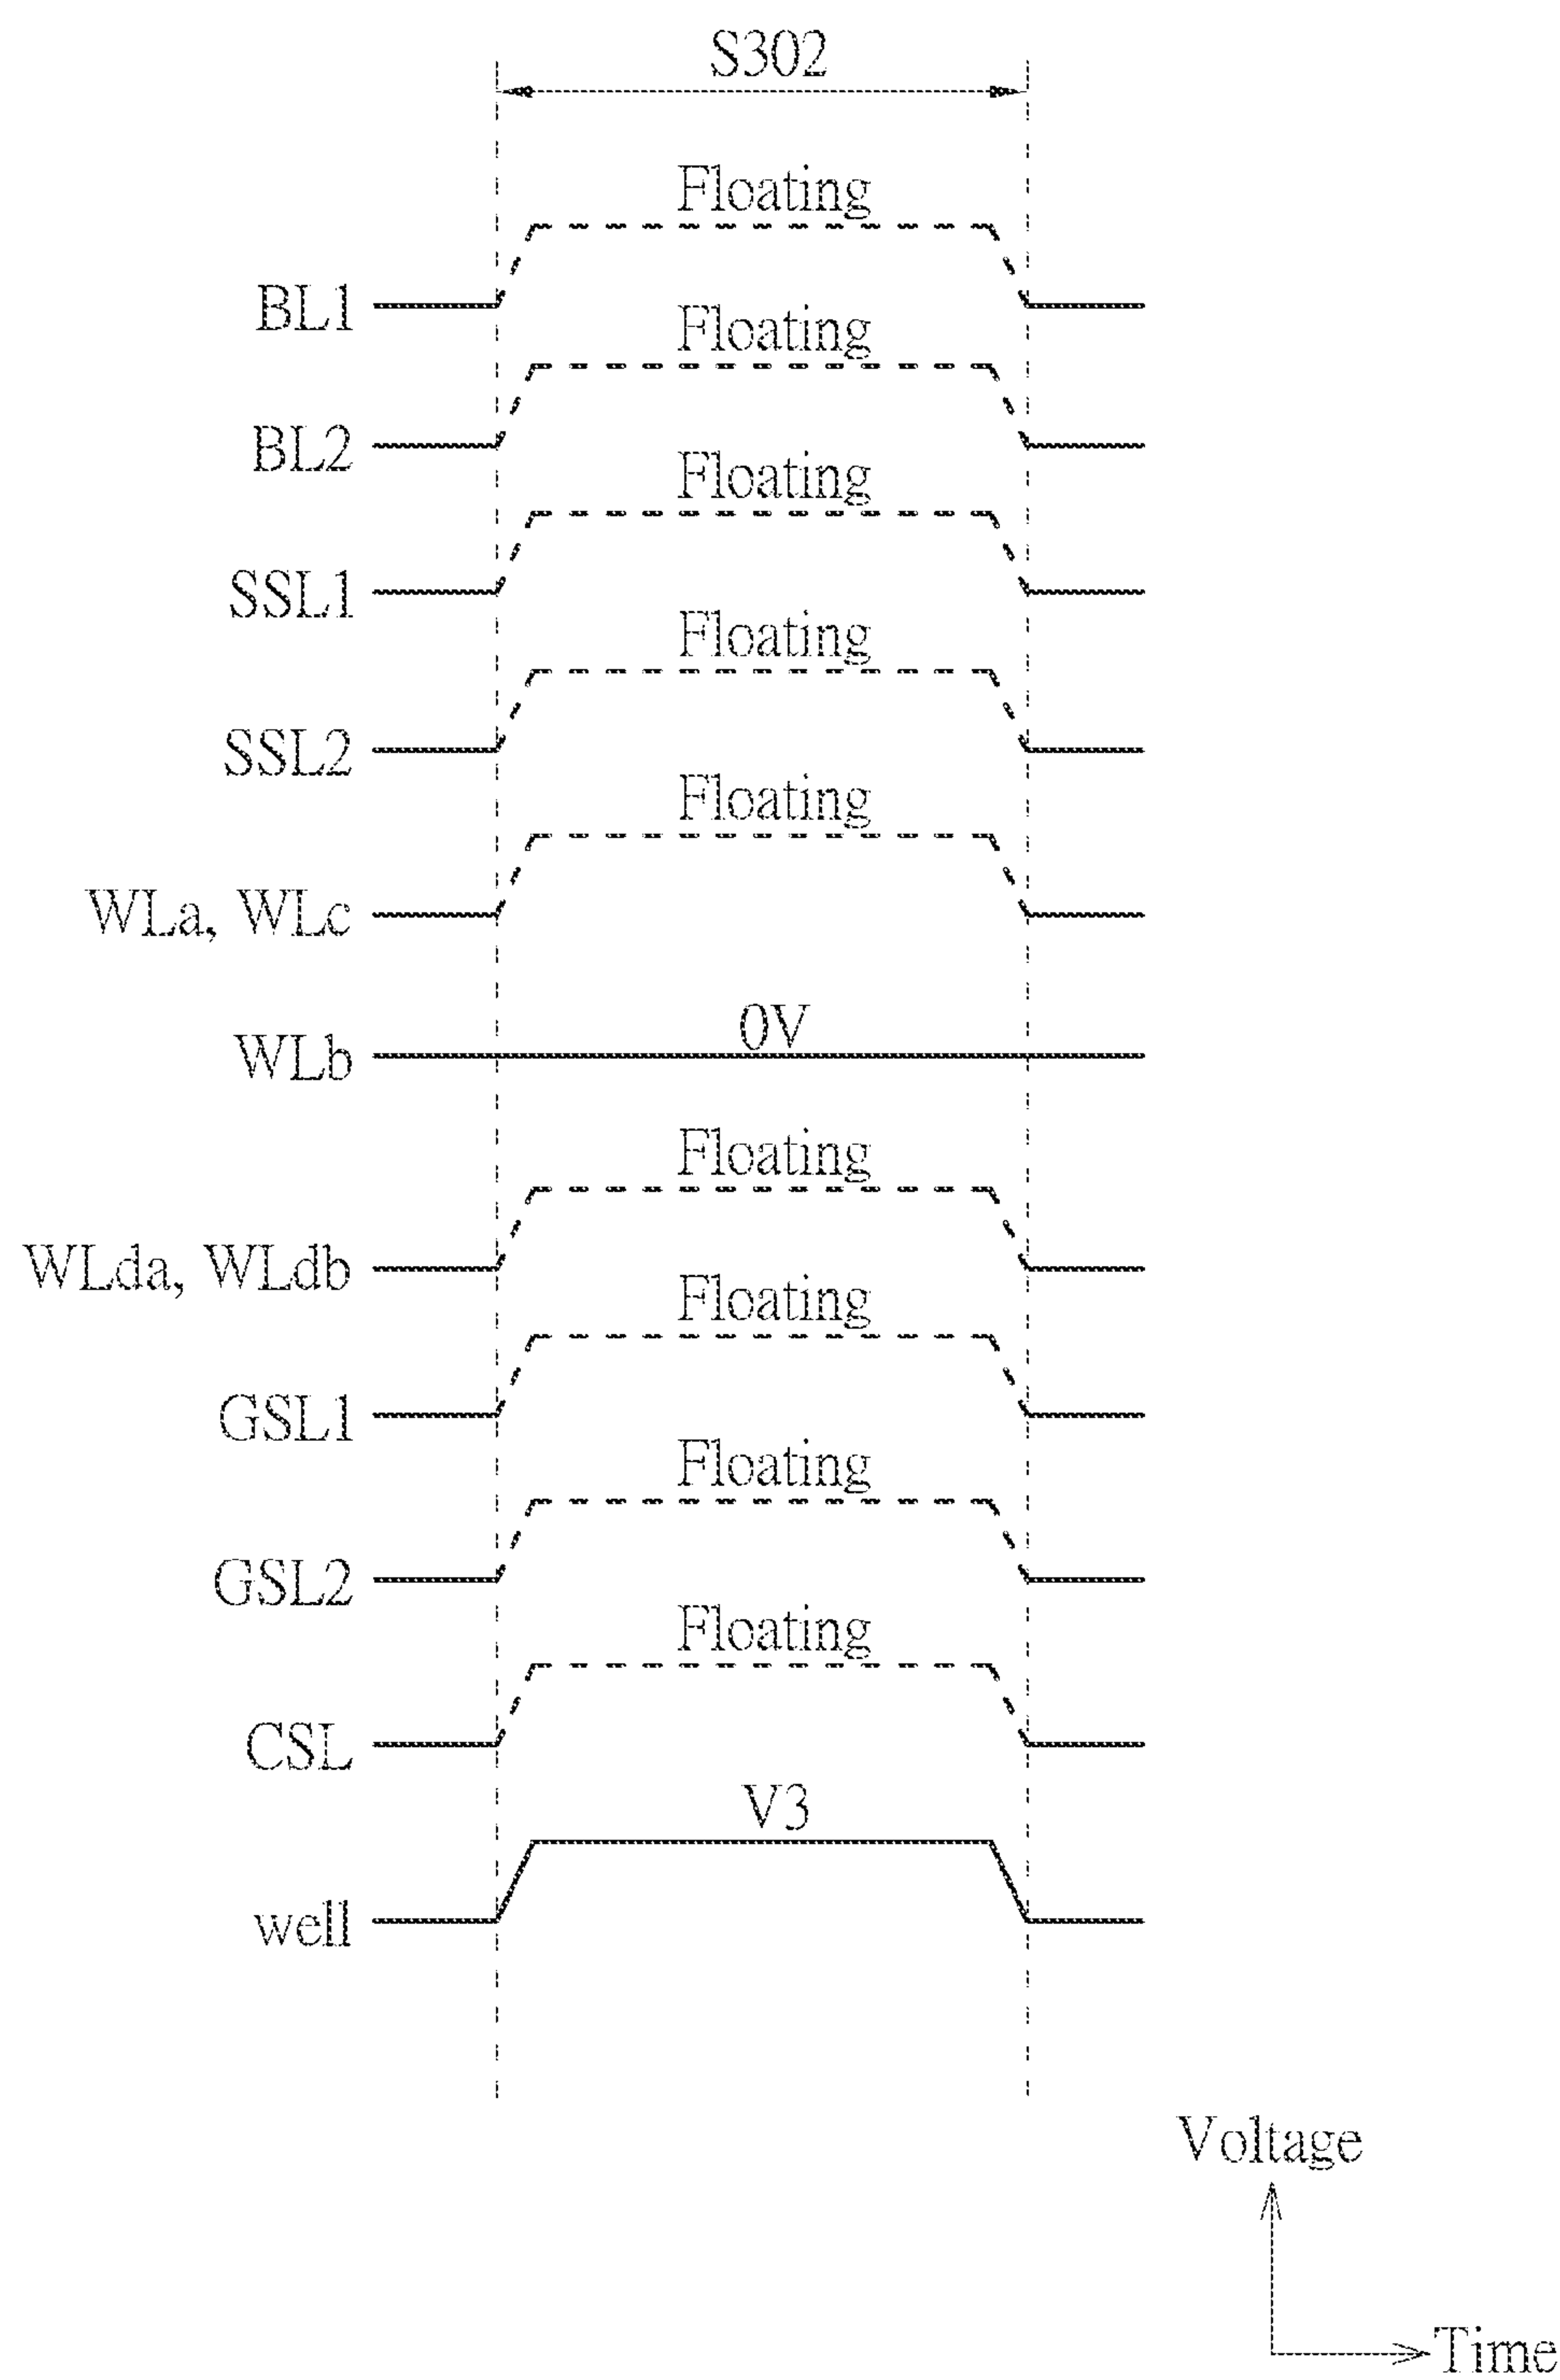 S302
Floating
BL1
Floating
BL2
Floating
SSL1
Floating
SSL2
Floating
WLa, WLc
0V
WLb
Floating
WLda, WLdb
Floating
GSL1
Floating
GSL2
Floating
CSL
V3
well
Voltage
Time